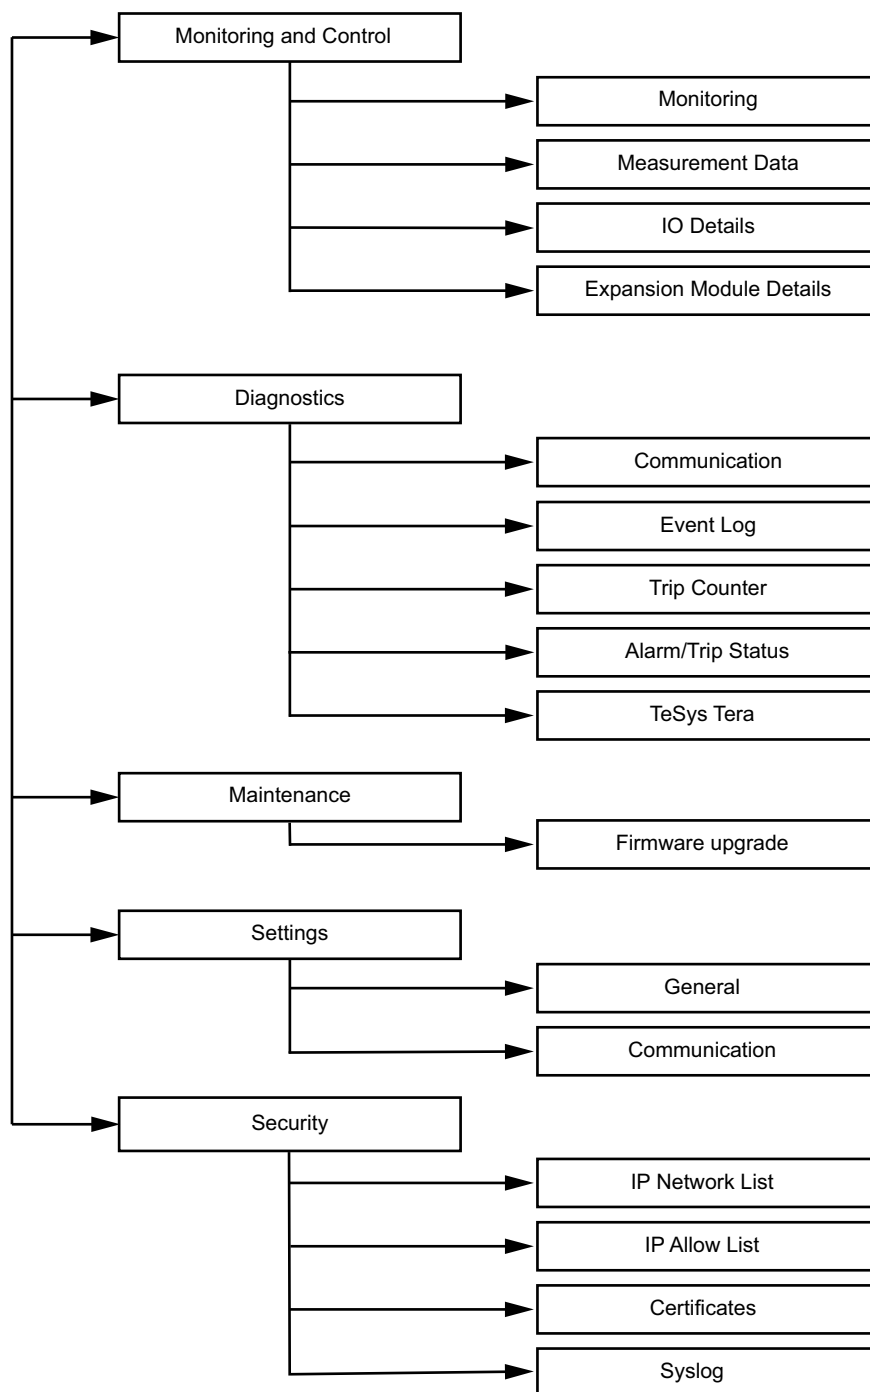 Monitoring and Control
Monitoring
Measurement Data
IO Details
Expansion Module Details
Diagnostics
Communication
Event Log
Trip Counter
Alarm/Trip Status
TeSys Tera
Maintenance
Firmware upgrade
Settings
General
Communication
Security
IP Network List
IP Allow List
Certificates
Syslog